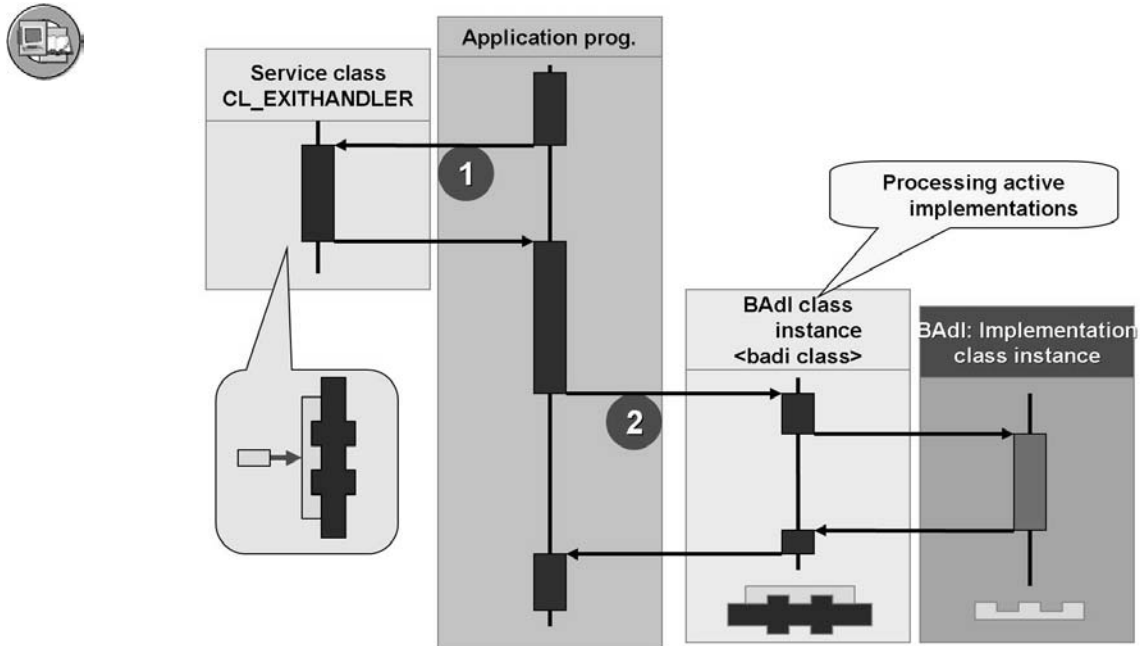 Application prog.
Service class
CL_EXITHANDLER
1
Processing active
implementations
BAdI class
instance
<badi class>
BAdI: Implementation
class instance
2